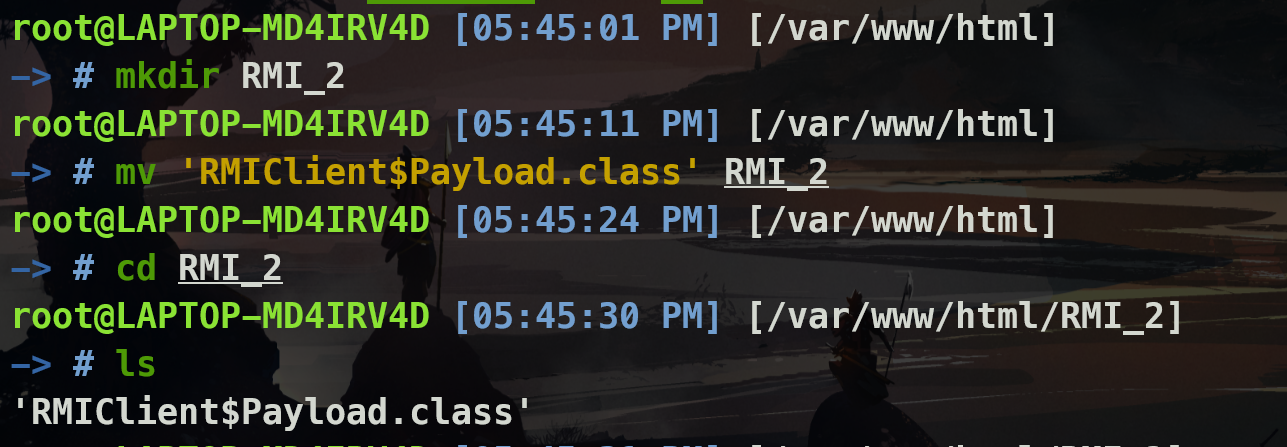 root@LAPTOP-MD4IRV4D [05:45:01 PM] [/var/www/html]
-> # mkdir RMI_2
root@LAPTOP-MD4IRV4D [05:45:11 PM] [/var/www/html]
-> # mv 'RMIClient$Payload.class' RMI_2
root@LAPTOP-MD4IRV4D [05:45:24 PM] [/var/www/html]
-> # cd RMI_2
root@LAPTOP-MD4IRV4D [05:45:30 PM] [/var/www/html/RMI_2]
-> # ls
'RMIClient$Payload.class'